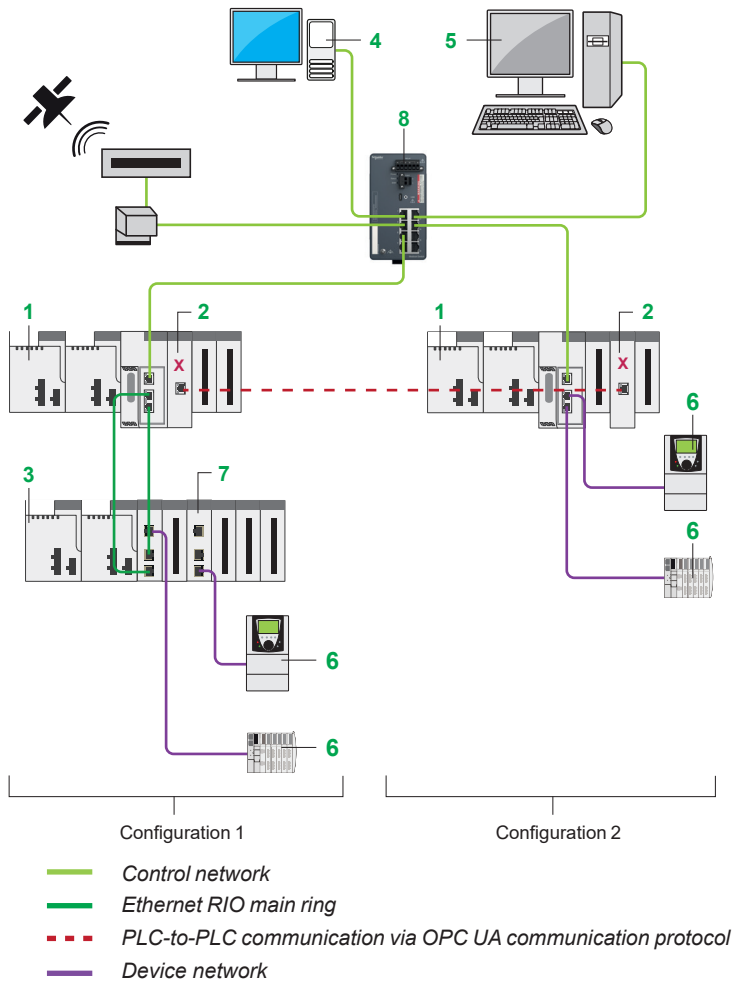 4
5
8
1
2
1
2
X
X
6
3
7
6
6
6
Configuration 1
Configuration 2
Control network
Ethernet RIO main ring
PLC-to-PLC communication via OPC UA communication protocol
Device network